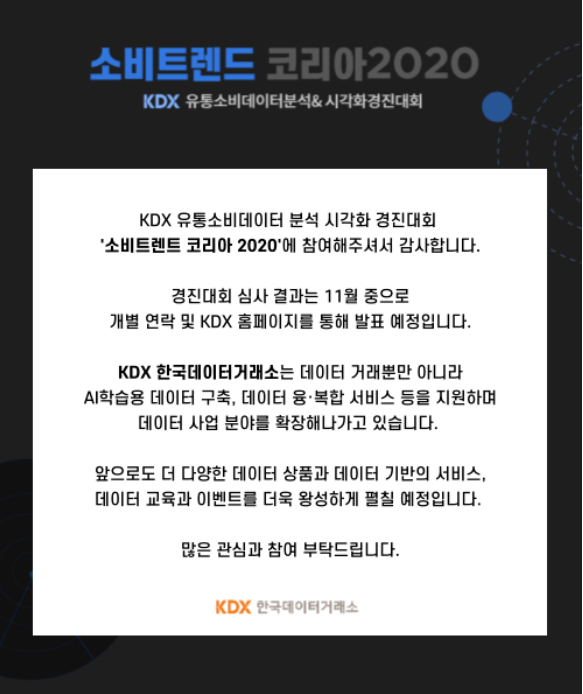 소비트렌드 코리아2020
KDX 유통소비데이터분석& 시각화경진대회
KDX 유통소비데이터 분석 시각화 경진대회
'소비트렌트 코리아 2020'에 참여해주셔서 감사합니다.
경진대회 심사 결과는 11월 중으로
개별 연락 및 KDX 홈페이지를 통해 발표 예정입니다.
KDX 한국데이터거래소는 데이터 거래뿐만 아니라
AI학습용 데이터 구축, 데이터 융·복합 서비스 등을 지원하며
데이터 사업 분야를 확장해나가고 있습니다.
앞으로도 더 다양한 데이터 상품과 데이터 기반의 서비스,
데이터 교육과 이벤트를 더욱 왕성하게 펼칠 예정입니다.
많은 관심과 참여 부탁드립니다.
KDX 한국데이터거래소